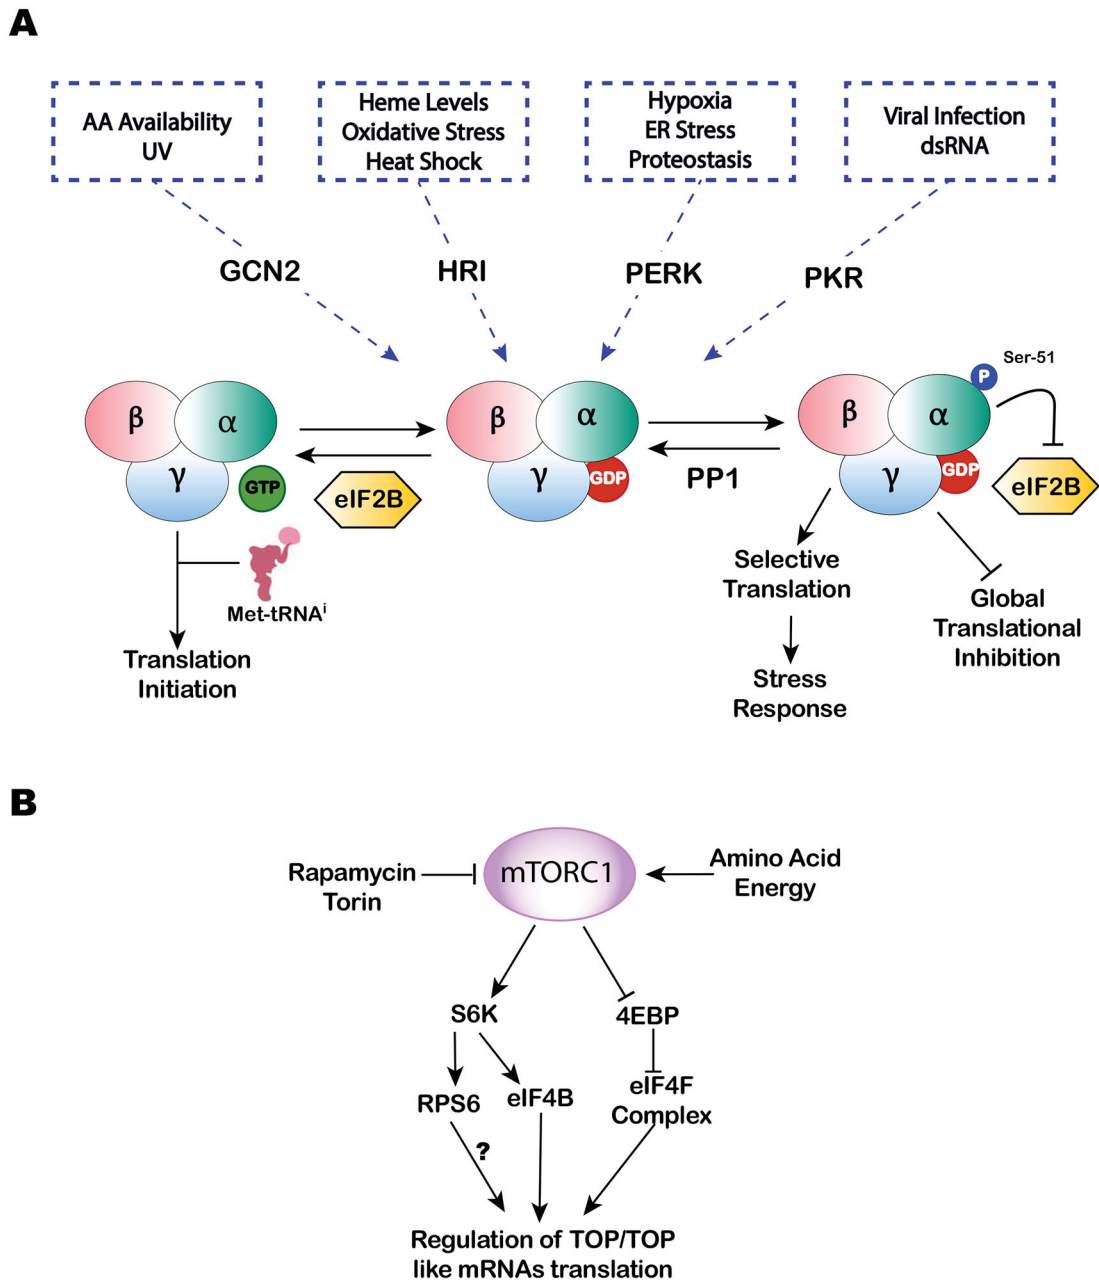 A
AA Availability
UV
Heme Levels
Oxidative Stress
Heat Shock
Hypoxia
ER Stress
Proteostasis
Viral Infection
dsRNA
GCN2
HRI
PERK
PKR
β
α
γ
GTP
eIF2B
β
α
γ
GDP
PP1
β
α
γ
P
Ser-51
GDP
eIF2B
Met-tRNAⁱ
Translation
Initiation
Selective
Translation
Stress
Response
Global
Translational
Inhibition
B
Rapamycin
Torin
mTORC1
Amino Acid
Energy
S6K
4EBP
RPS6
eIF4B
eIF4F
Complex
?
Regulation of TOP/TOP
like mRNAs translation